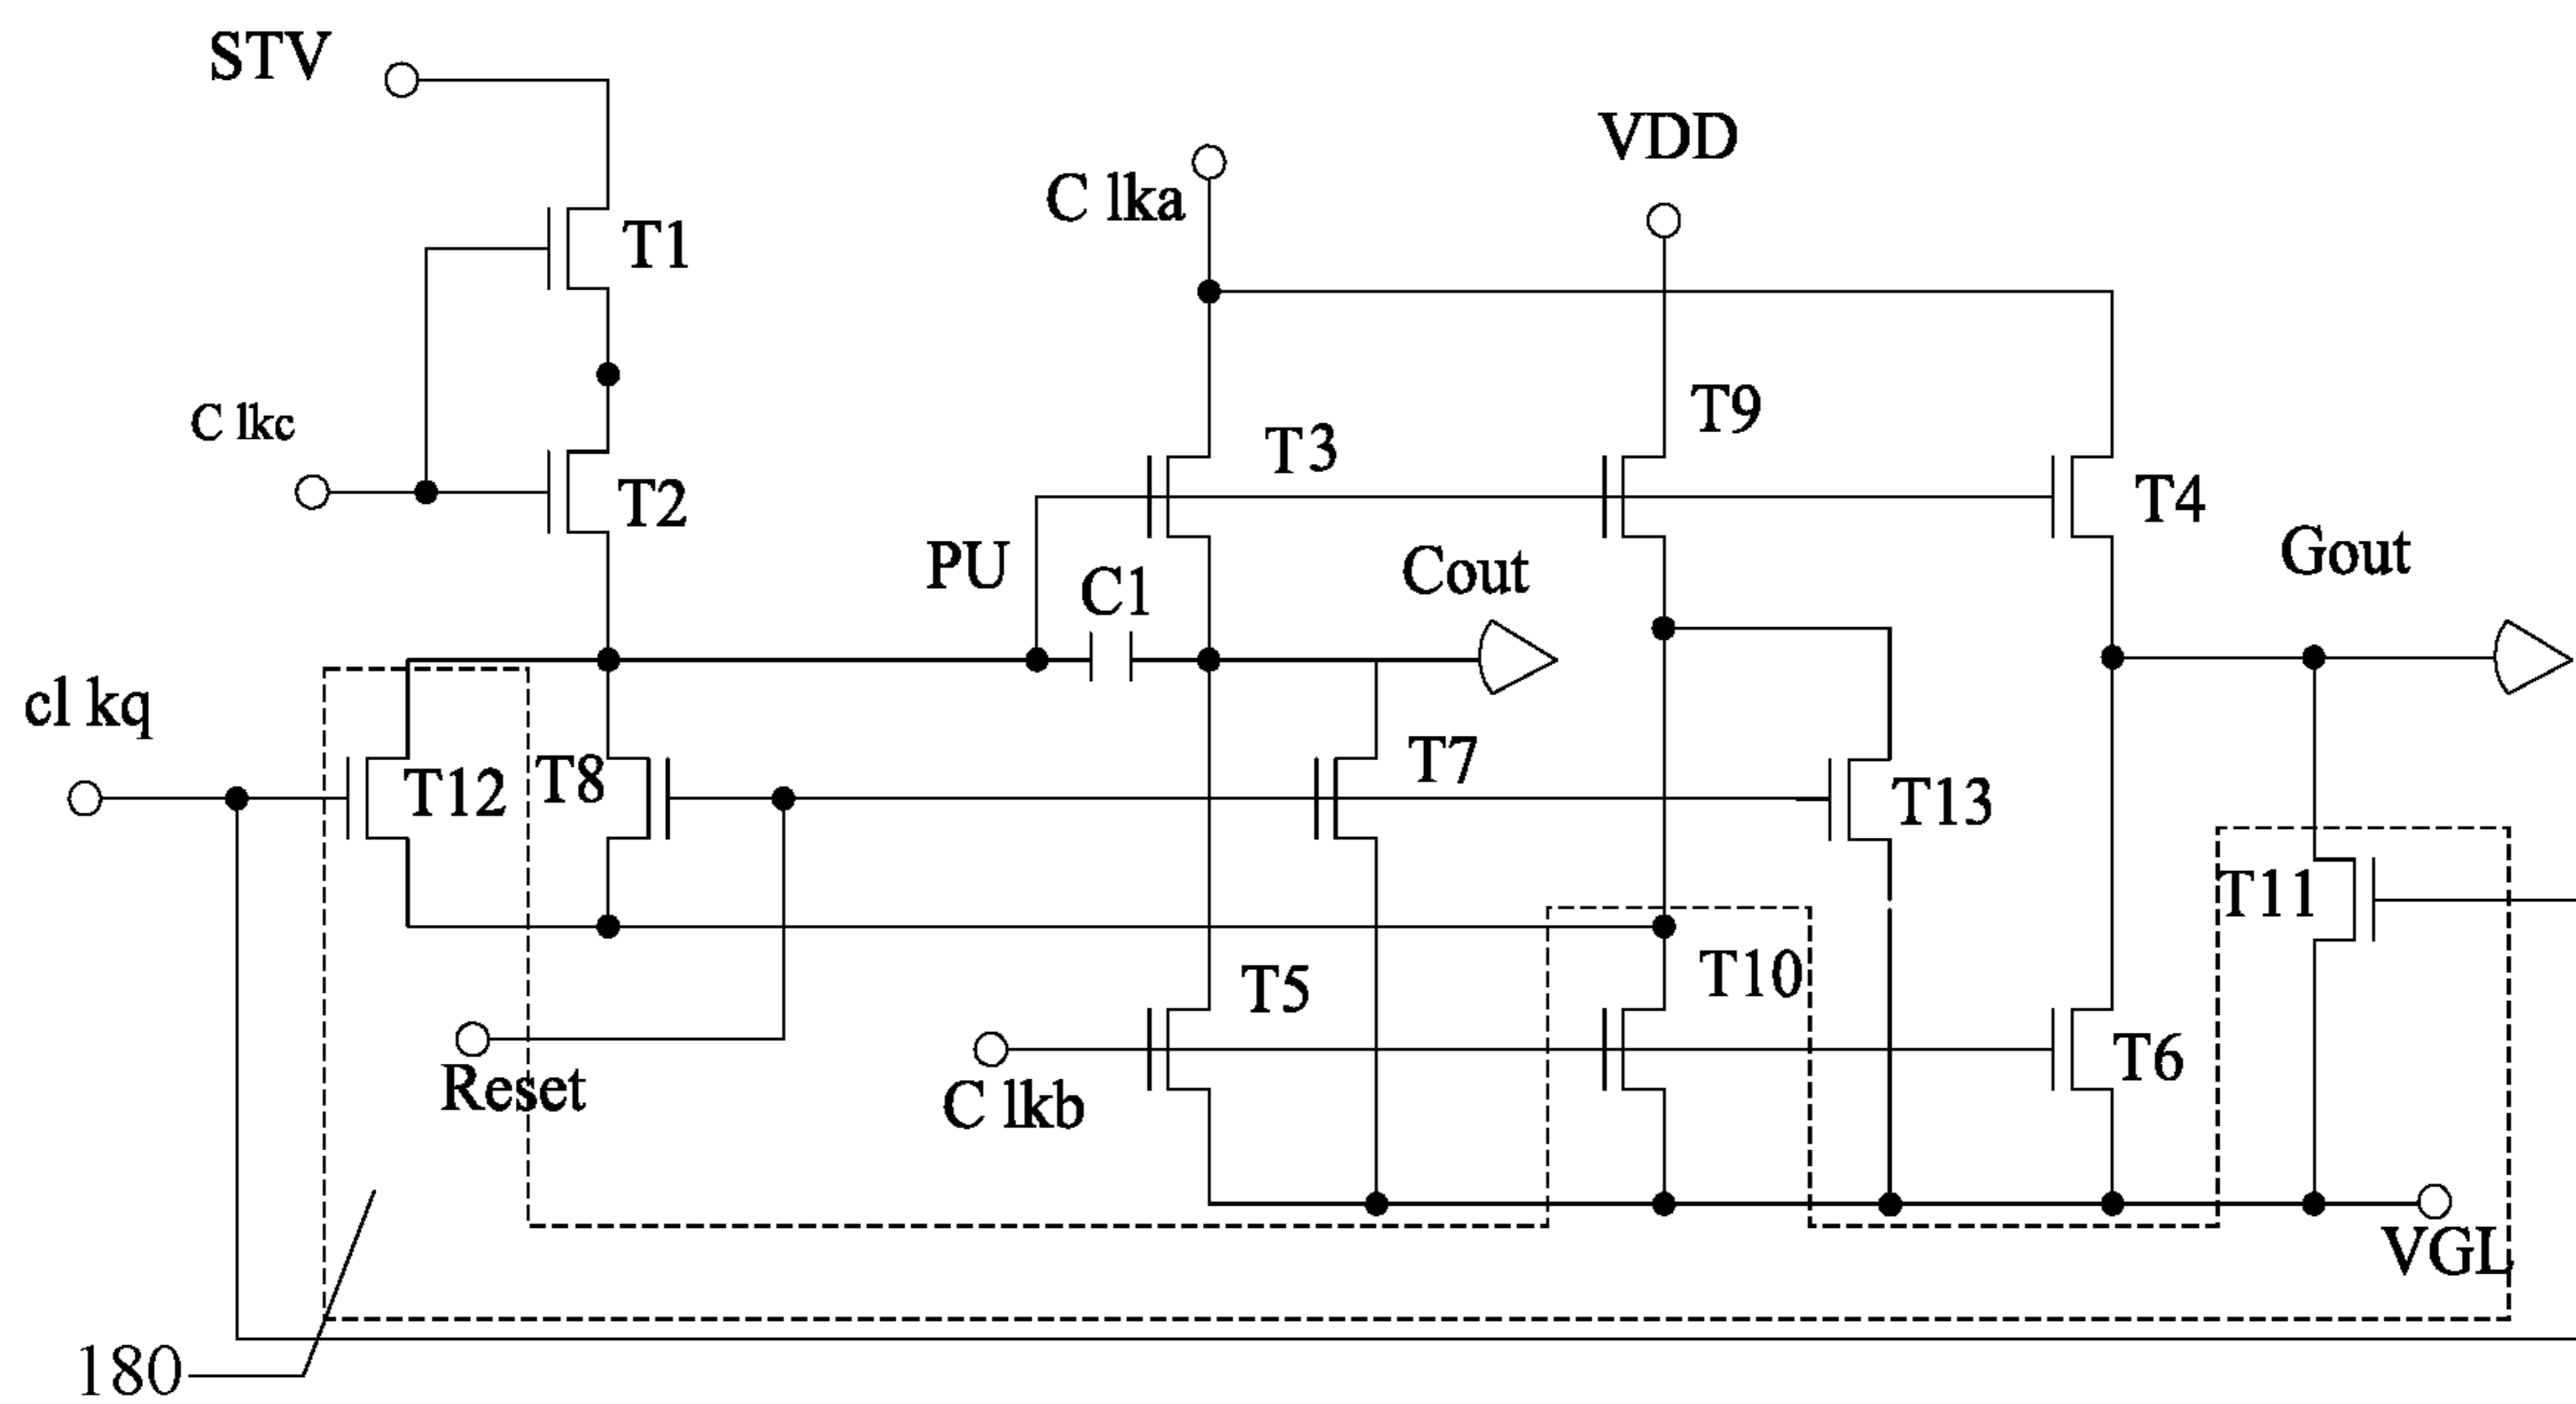 STV
VDD
C lka
T1
T9
C lkc
T3
T2
T4
PU
C1
Cout
Gout
cl kq
T12
T8
T7
T13
T11
T10
T5
Reset
C lkb
T6
VGL
180